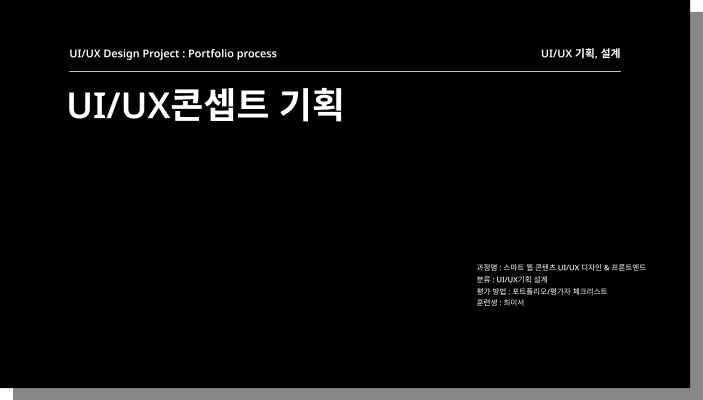 UI/UX Design Project : Portfolio process
UI/UX 기획, 설계
UI/UX콘셉트 기획
과정명 : 스마트 웹 콘텐츠 UI/UX 디자인 & 프론트엔드
분류 : UI/UX기획 설계
평가 방법 : 포트폴리오/평가자 체크리스트
훈련생 : 최이서